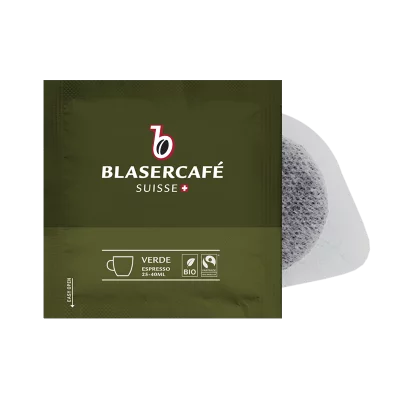 BLASERCAFÉ
SUISSE
VERDE
ESPRESSO
25-40ML
BIO
EASY OPEN